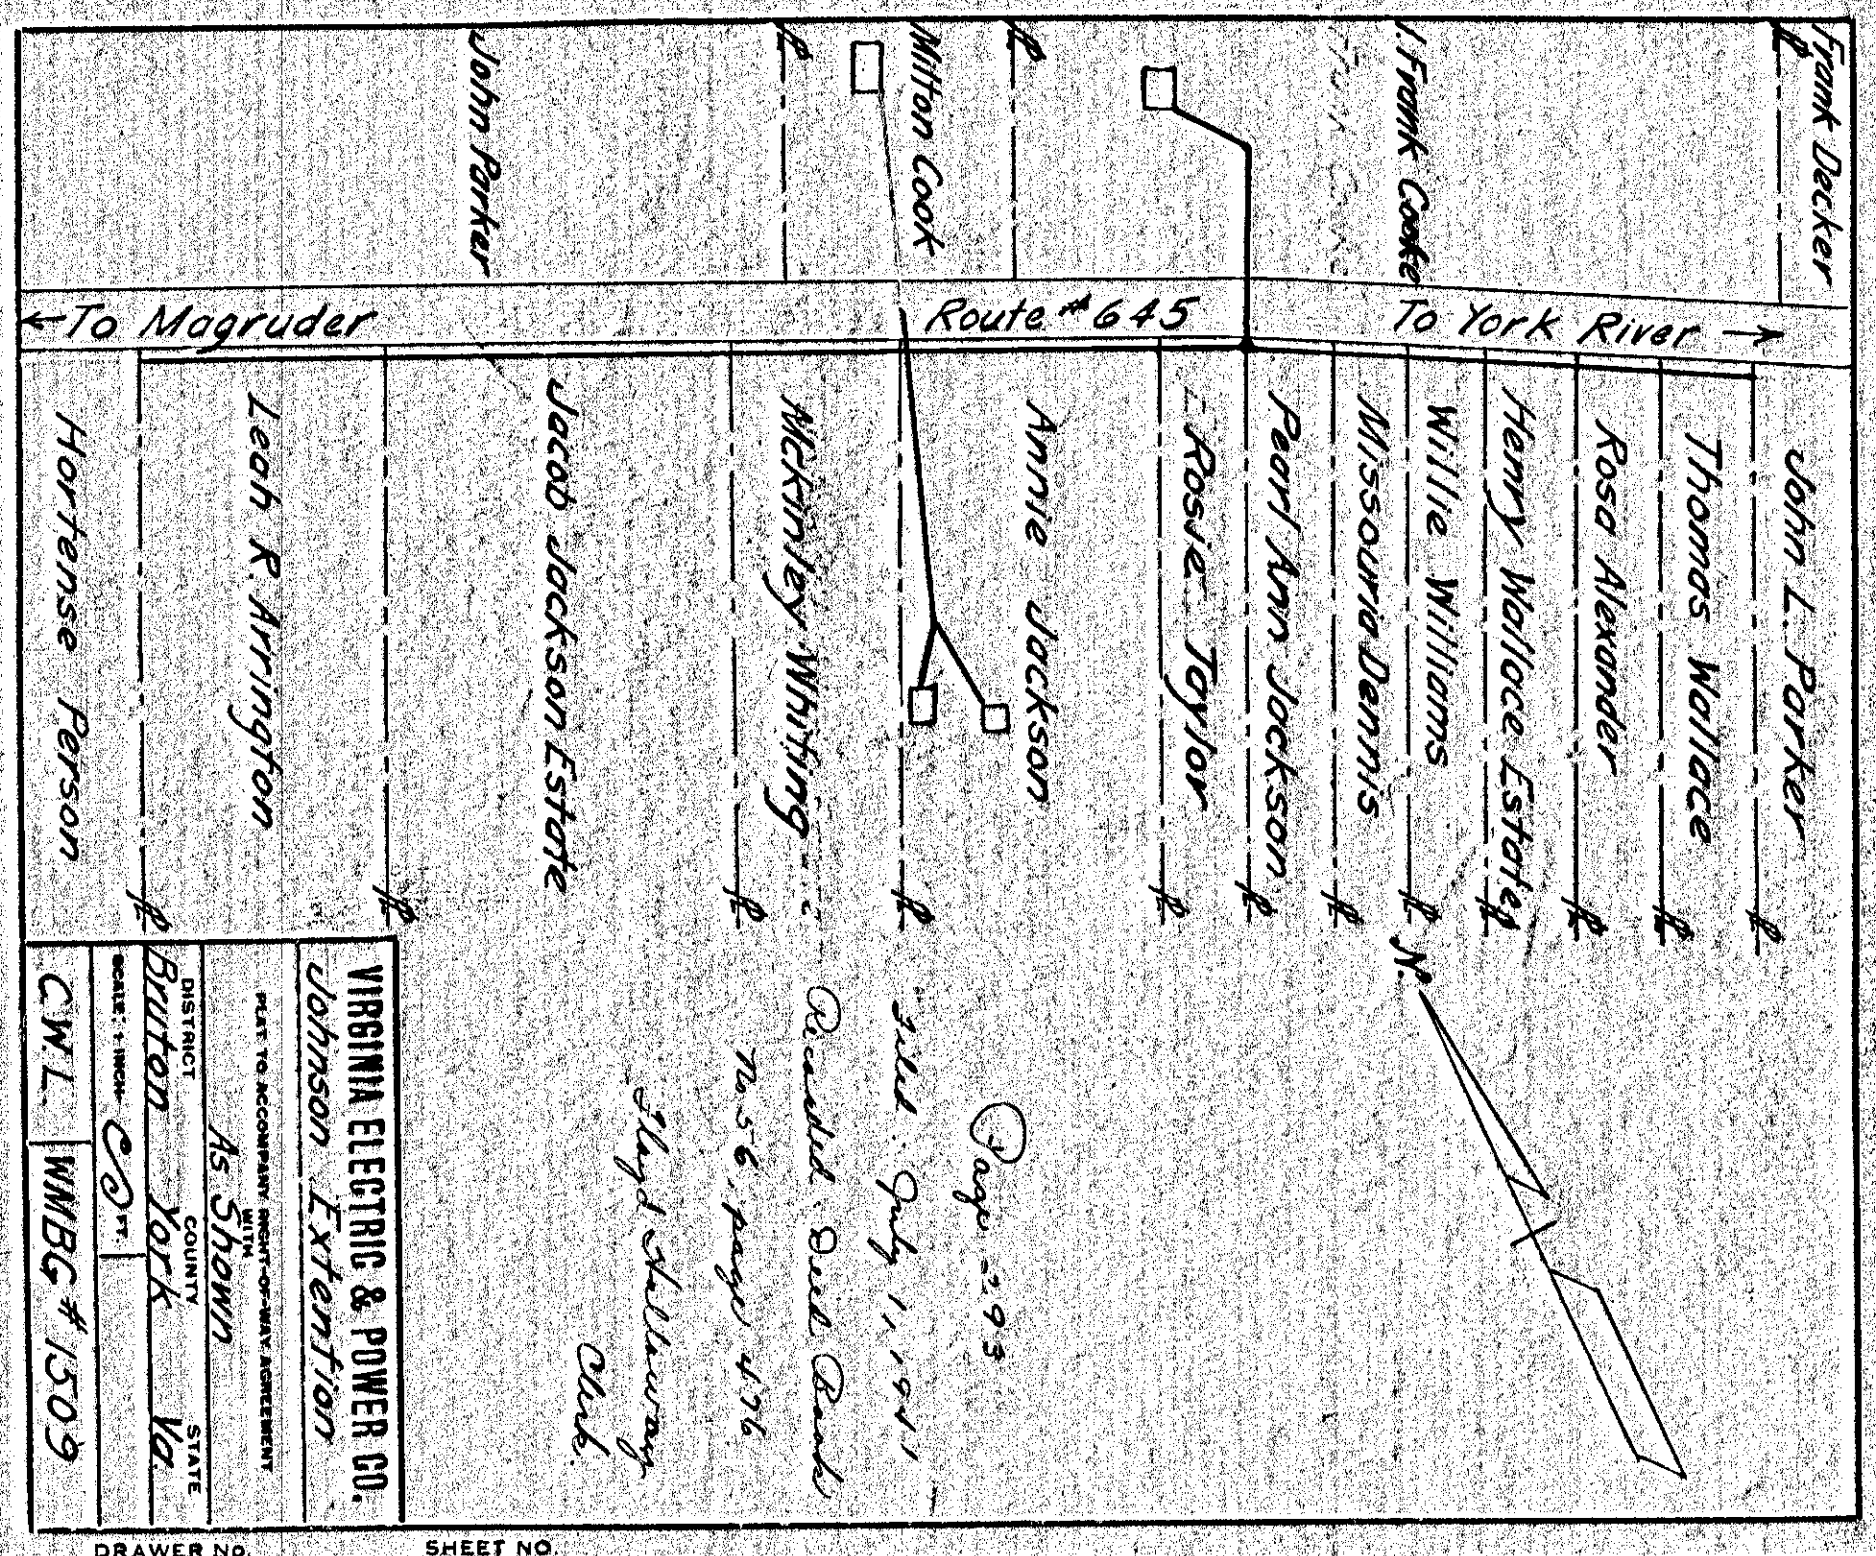 Frank Decker
J. Frank Cooke
Milton Cook
John Parker
← To Magruder
Route #645
To York River →
John L. Parker
Thomas Wallace
Rosa Alexander
Henry Wallace Estate
Willie Williams
Missouria Dennis
Pearl Ann Jackson
Rosie Taylor
Annie Jackson
McKinley Whiting
Jacob Jackson Estate
Leah R. Arrington
Hortense Person
N.
Page 293
Filed: July 1, 1941
Recorded: Deed Book
No. 56, page 476
Floyd Holloway
Clerk.
VIRGINIA ELECTRIC & POWER CO.
Johnson Extention
PLAT TO ACCOMPANY RIGHT-OF-WAY AGREEMENT
WITH
As Shown
DISTRICT COUNTY STATE
Bruton York Va.
SCALE: 1 INCH= FT.
C.W.L. WMBG #1509
DRAWER NO. SHEET NO.